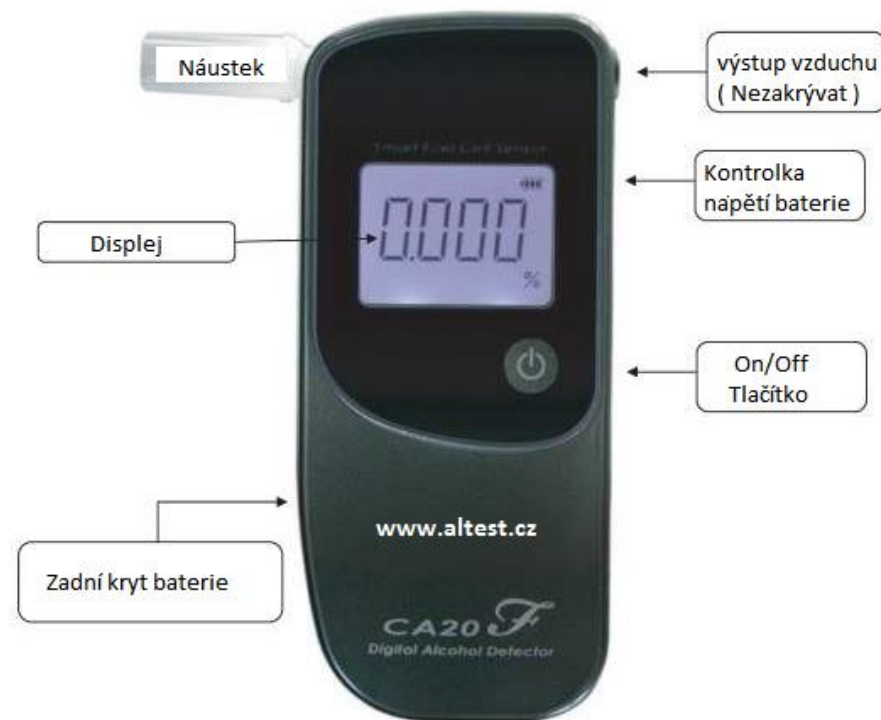 Náustek
výstup vzduchu
( Nezakrývat )
Smart Fuel Cell Sensor
Kontrolka
napětí baterie
0.000
%
Displej
On/Off
Tlačítko
www.altest.cz
Zadní kryt baterie
CA20 F
Digital Alcohol Detector